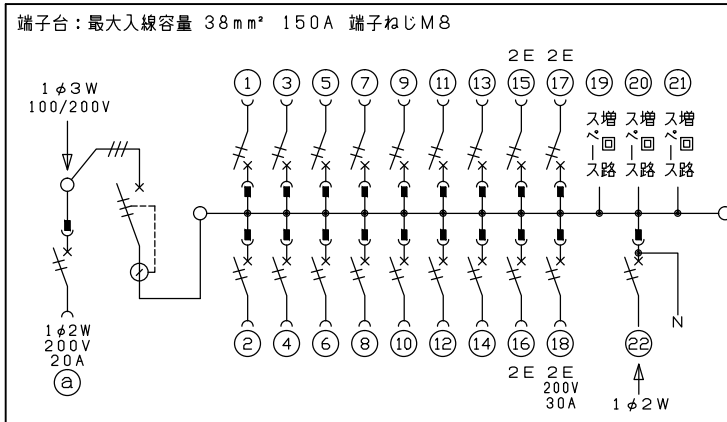 端子台：最大入線容量 38mm² 150A 端子ねじM8
1φ3W
100/200V
1φ2W
200V
20A
a
2E 2E
1 3 5 7 9 11 13 15 17 19 20 21
増回路スペース
増回路スペース
増回路スペース
2 4 6 8 10 12 14 16 18 22
N
2E 2E
200V
30A
1φ2W